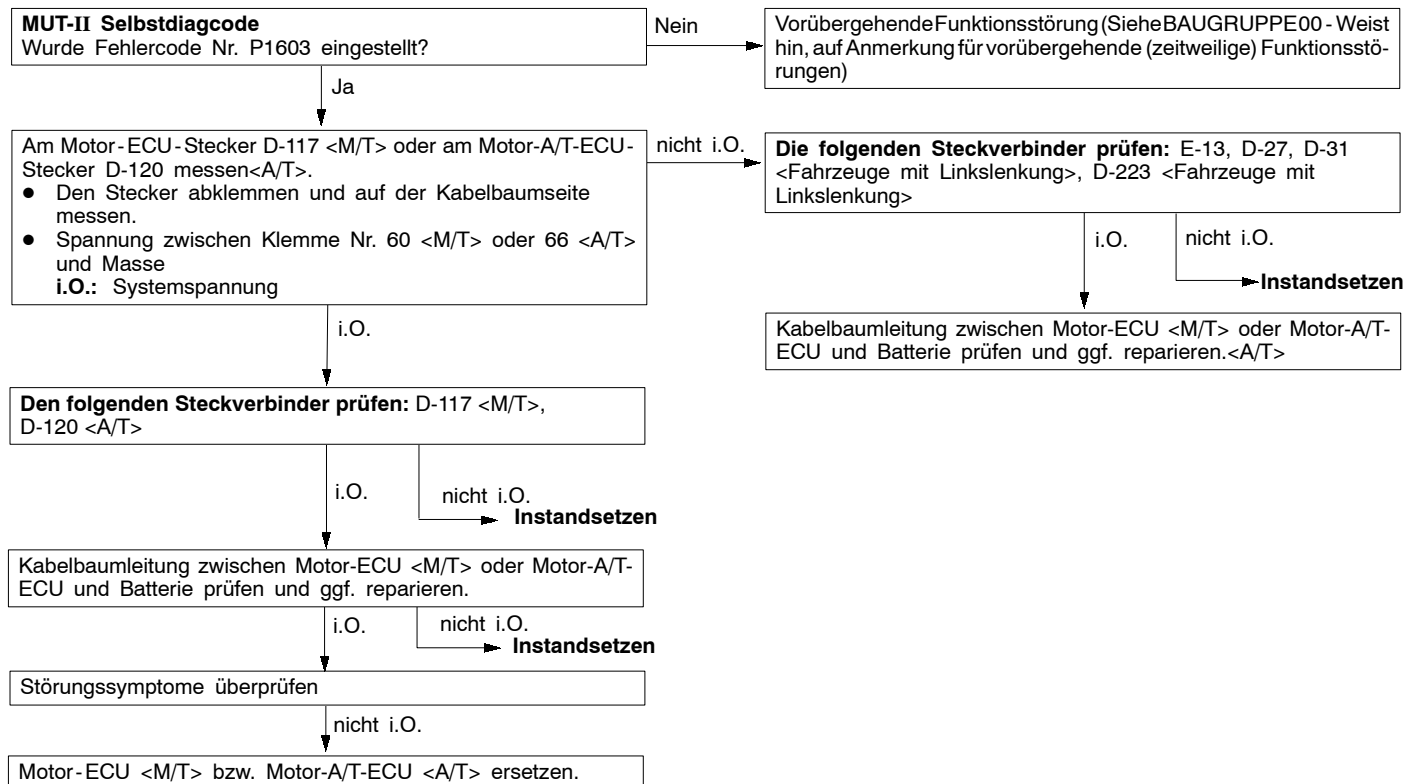 MUT-II Selbstdiagcode
Wurde Fehlercode Nr. P1603 eingestellt?
Nein
Vorübergehende Funktionsstörung (Siehe BAUGRUPPE 00 - Weist
hin, auf Anmerkung für vorübergehende (zeitweilige) Funktionsstö-
rungen)
Ja
Am Motor-ECU-Stecker D-117 <M/T> oder am Motor-A/T-ECU-
Stecker D-120 messen<A/T>.
● Den Stecker abklemmen und auf der Kabelbaumseite
messen.
● Spannung zwischen Klemme Nr. 60 <M/T> oder 66 <A/T>
und Masse
i.O.: Systemspannung
nicht i.O.
Die folgenden Steckverbinder prüfen: E-13, D-27, D-31
<Fahrzeuge mit Linkslenkung>, D-223 <Fahrzeuge mit
Linkslenkung>
i.O.
nicht i.O.
Instandsetzen
Kabelbaumleitung zwischen Motor-ECU <M/T> oder Motor-A/T-
ECU und Batterie prüfen und ggf. reparieren.<A/T>
i.O.
Den folgenden Steckverbinder prüfen: D-117 <M/T>,
D-120 <A/T>
i.O.
nicht i.O.
Instandsetzen
Kabelbaumleitung zwischen Motor-ECU <M/T> oder Motor-A/T-
ECU und Batterie prüfen und ggf. reparieren.
i.O.
nicht i.O.
Instandsetzen
Störungssymptome überprüfen
nicht i.O.
Motor-ECU <M/T> bzw. Motor-A/T-ECU <A/T> ersetzen.